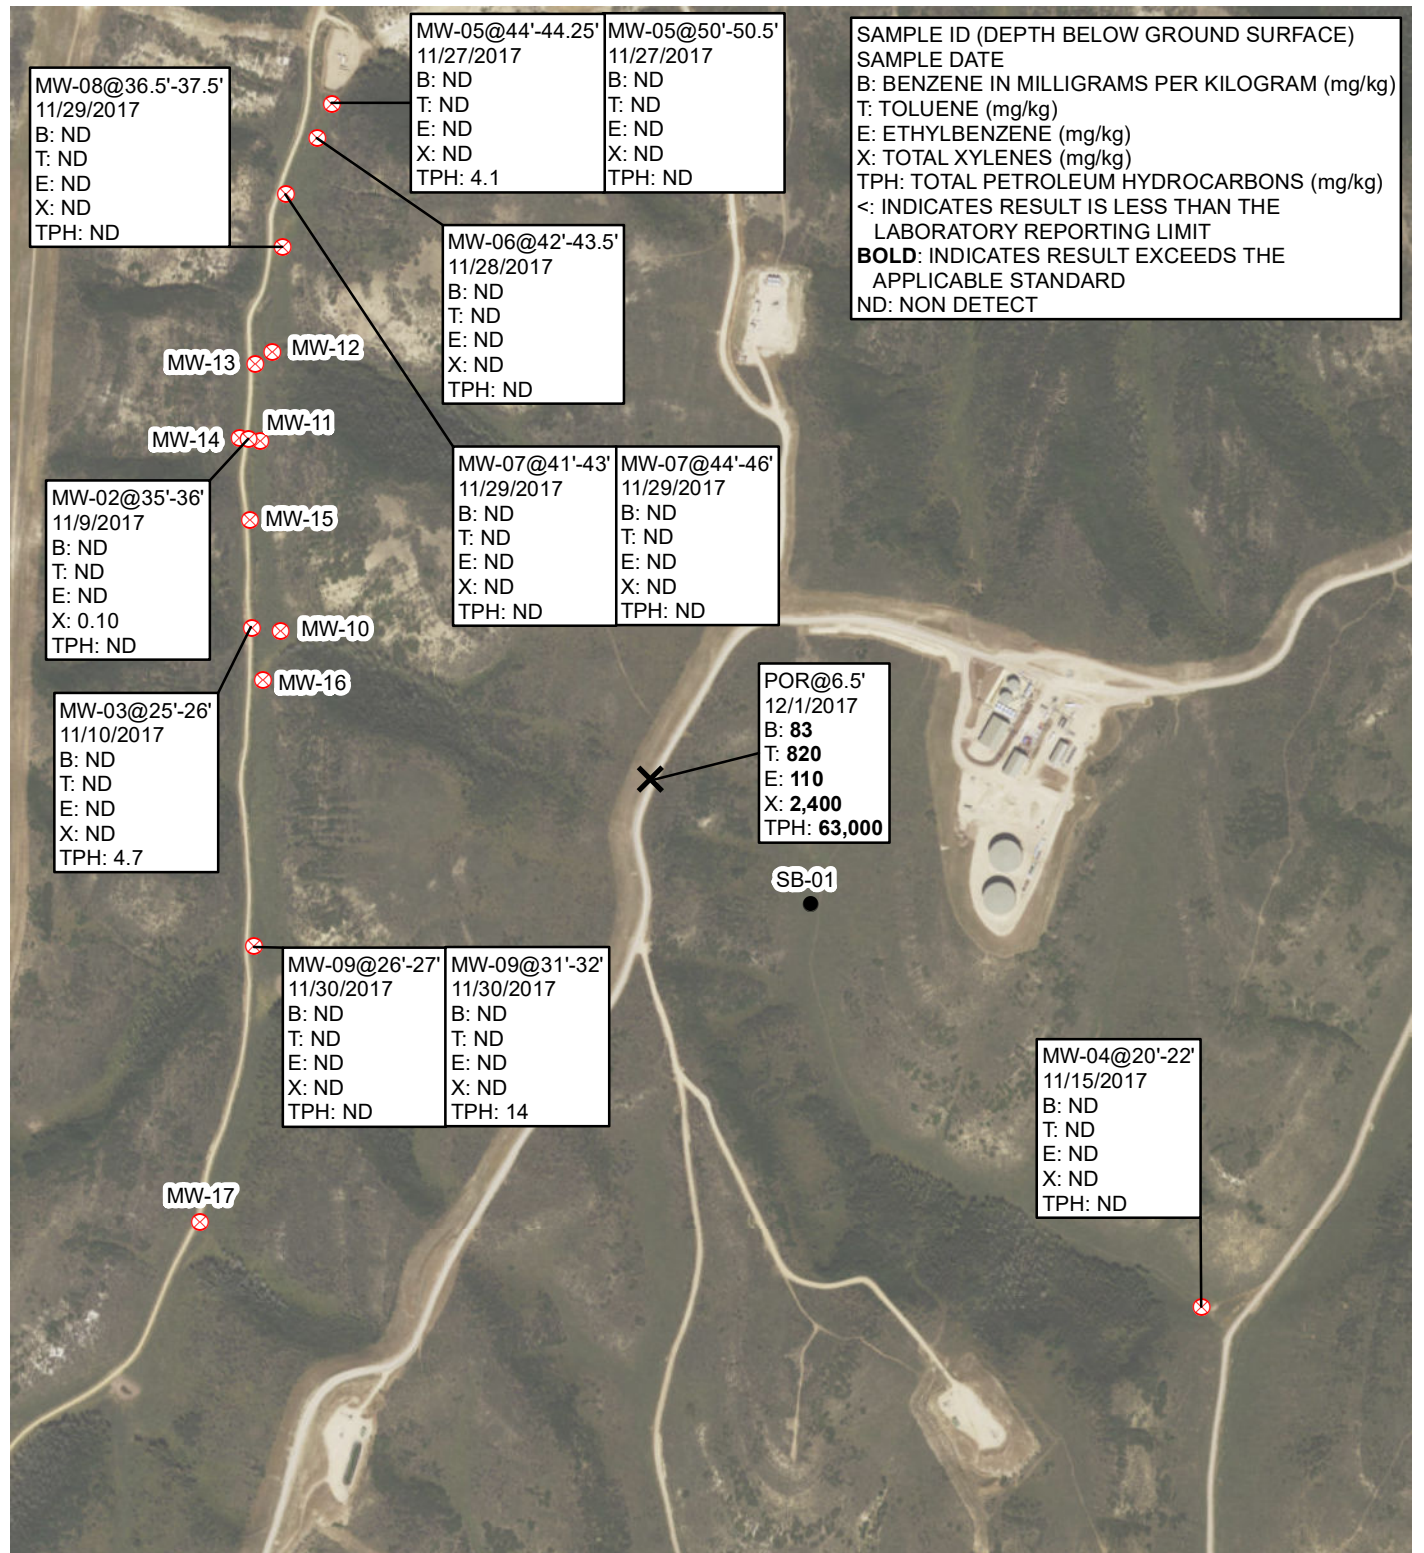 MW-05@44'-44.25'
11/27/2017
B: ND
T: ND
E: ND
X: ND
TPH: 4.1
MW-05@50'-50.5'
11/27/2017
B: ND
T: ND
E: ND
X: ND
TPH: ND
SAMPLE ID (DEPTH BELOW GROUND SURFACE)
SAMPLE DATE
B: BENZENE IN MILLIGRAMS PER KILOGRAM (mg/kg)
T: TOLUENE (mg/kg)
E: ETHYLBENZENE (mg/kg)
X: TOTAL XYLENES (mg/kg)
TPH: TOTAL PETROLEUM HYDROCARBONS (mg/kg)
<: INDICATES RESULT IS LESS THAN THE
LABORATORY REPORTING LIMIT
BOLD: INDICATES RESULT EXCEEDS THE
APPLICABLE STANDARD
ND: NON DETECT
MW-08@36.5'-37.5'
11/29/2017
B: ND
T: ND
E: ND
X: ND
TPH: ND
MW-06@42'-43.5'
11/28/2017
B: ND
T: ND
E: ND
X: ND
TPH: ND
MW-12
MW-13
MW-11
MW-14
MW-07@41'-43'
11/29/2017
B: ND
T: ND
E: ND
X: ND
TPH: ND
MW-07@44'-46'
11/29/2017
B: ND
T: ND
E: ND
X: ND
TPH: ND
MW-02@35'-36'
11/9/2017
B: ND
T: ND
E: ND
X: 0.10
TPH: ND
MW-15
MW-10
MW-16
MW-03@25'-26'
11/10/2017
B: ND
T: ND
E: ND
X: ND
TPH: 4.7
POR@6.5'
12/1/2017
B: 83
T: 820
E: 110
X: 2,400
TPH: 63,000
SB-01
MW-09@26'-27'
11/30/2017
B: ND
T: ND
E: ND
X: ND
TPH: ND
MW-09@31'-32'
11/30/2017
B: ND
T: ND
E: ND
X: ND
TPH: 14
MW-04@20'-22'
11/15/2017
B: ND
T: ND
E: ND
X: ND
TPH: ND
MW-17